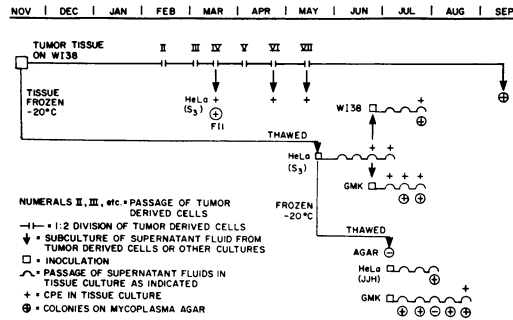 NOV | DEC | JAN | FEB | MAR | APR | MAY | JUN | JUL | AUG | SEP
TUMOR TISSUE
ON WI38
II III IV V VI VII
TISSUE
FROZEN
-20°C
HeLa
(S3)
+ + +
⊕
FII
⊕
WI38 +
⊕
THAWED
HeLa
(S3)
+ +
GMK + + +
⊕ ⊕
FROZEN
-20°C
THAWED
AGAR ⊖
HeLa
(JJH)
⊕
GMK +
⊕ ⊕ ⊖ ⊕ ⊕
NUMERALS II, III, etc. = PASSAGE OF TUMOR
DERIVED CELLS
= 1:2 DIVISION OF TUMOR DERIVED CELLS
= SUBCULTURE OF SUPERNATANT FLUID FROM
TUMOR DERIVED CELLS OR OTHER CULTURES
□ = INOCULATION
= PASSAGE OF SUPERNATANT FLUIDS IN
TISSUE CULTURE AS INDICATED
+ = CPE IN TISSUE CULTURE
⊕ = COLONIES ON MYCOPLASMA AGAR